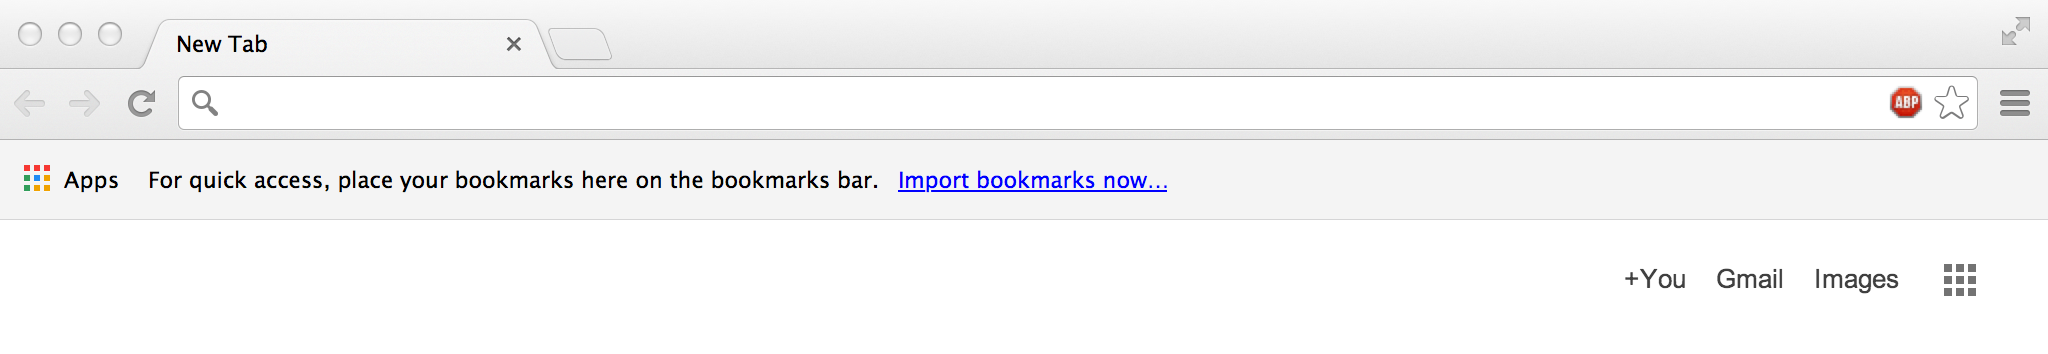 New Tab
ABP
Apps For quick access, place your bookmarks here on the bookmarks bar. Import bookmarks now...
+You Gmail Images